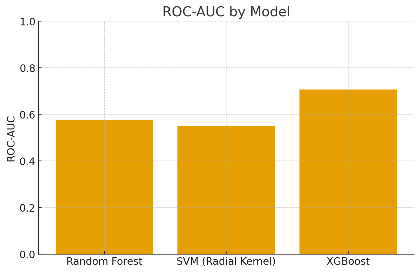 ROC-AUC by Model
ROC-AUC
1.0
0.8
0.6
0.4
0.2
0.0
Random Forest
SVM (Radial Kernel)
XGBoost